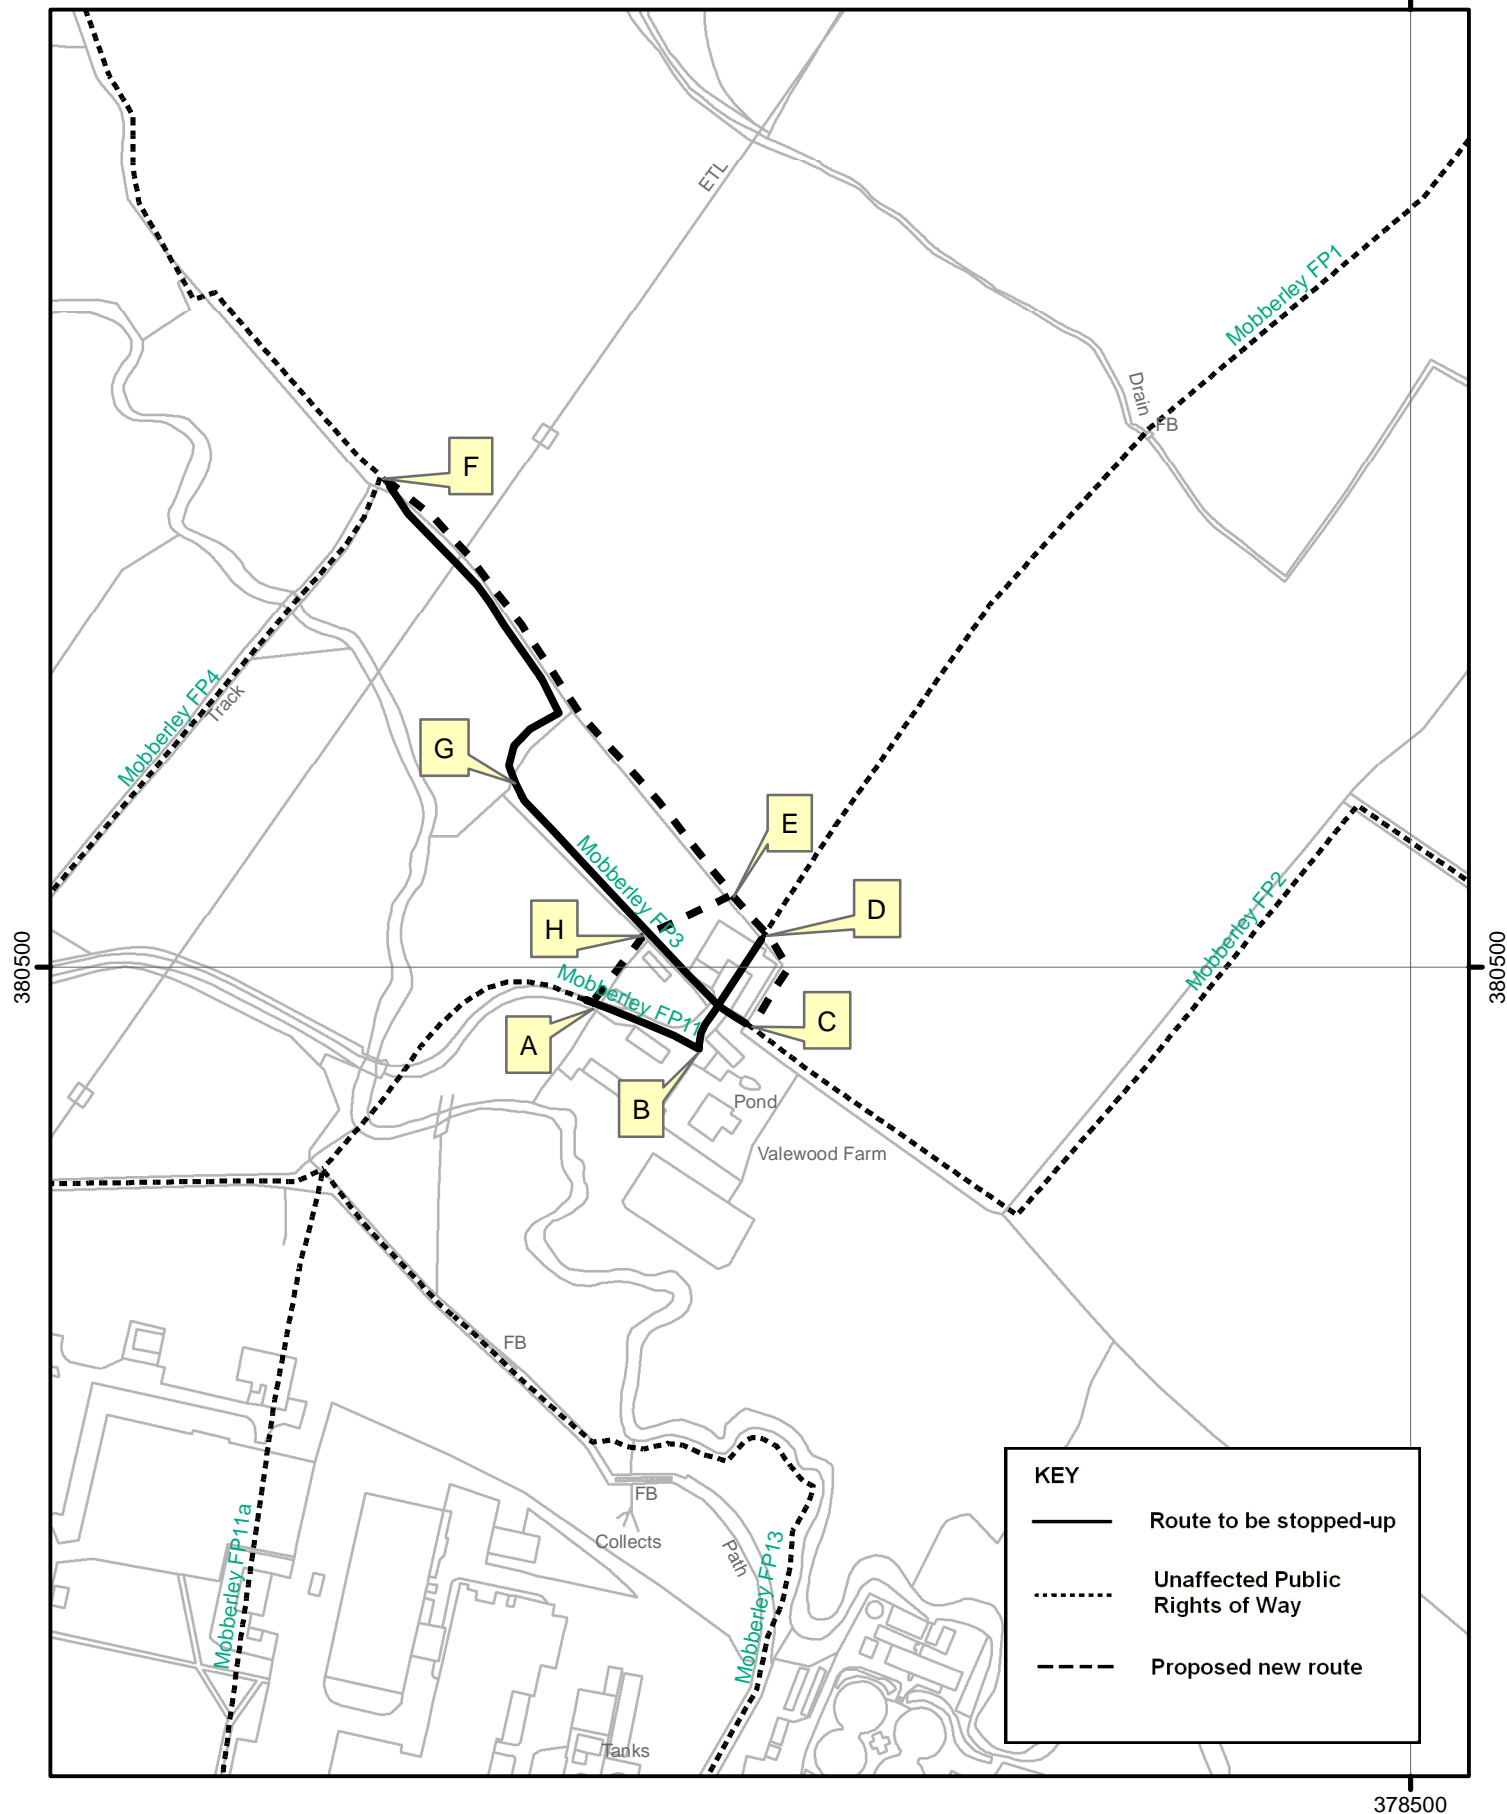 ETL
Mobberley FP1
Drain
FB
F
Mobberley FP4
Track
G
E
Mobberley FP3
D
H
Mobberley FP2
380500
380500
Mobberley FP11
A
C
B
Pond
Valewood Farm
FB
FB
Collects
Path
Mobberley FP11a
Mobberley FP13
Tanks
KEY
Route to be stopped-up
Unaffected Public
Rights of Way
Proposed new route
378500